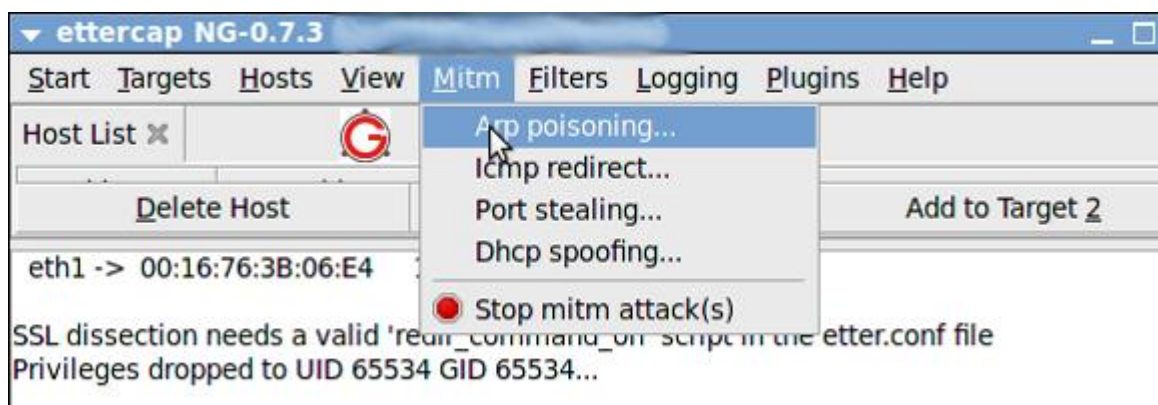 ettercap NG-0.7.3
Start Targets Hosts View Mitm Filters Logging Plugins Help
Host List
Arp poisoning...
Icmp redirect...
Port stealing...
Dhcp spoofing...
Stop mitm attack(s)
Delete Host
Add to Target 2
eth1 -> 00:16:76:3B:06:E4
SSL dissection needs a valid 'redir_command_on' script in the etter.conf file
Privileges dropped to UID 65534 GID 65534...